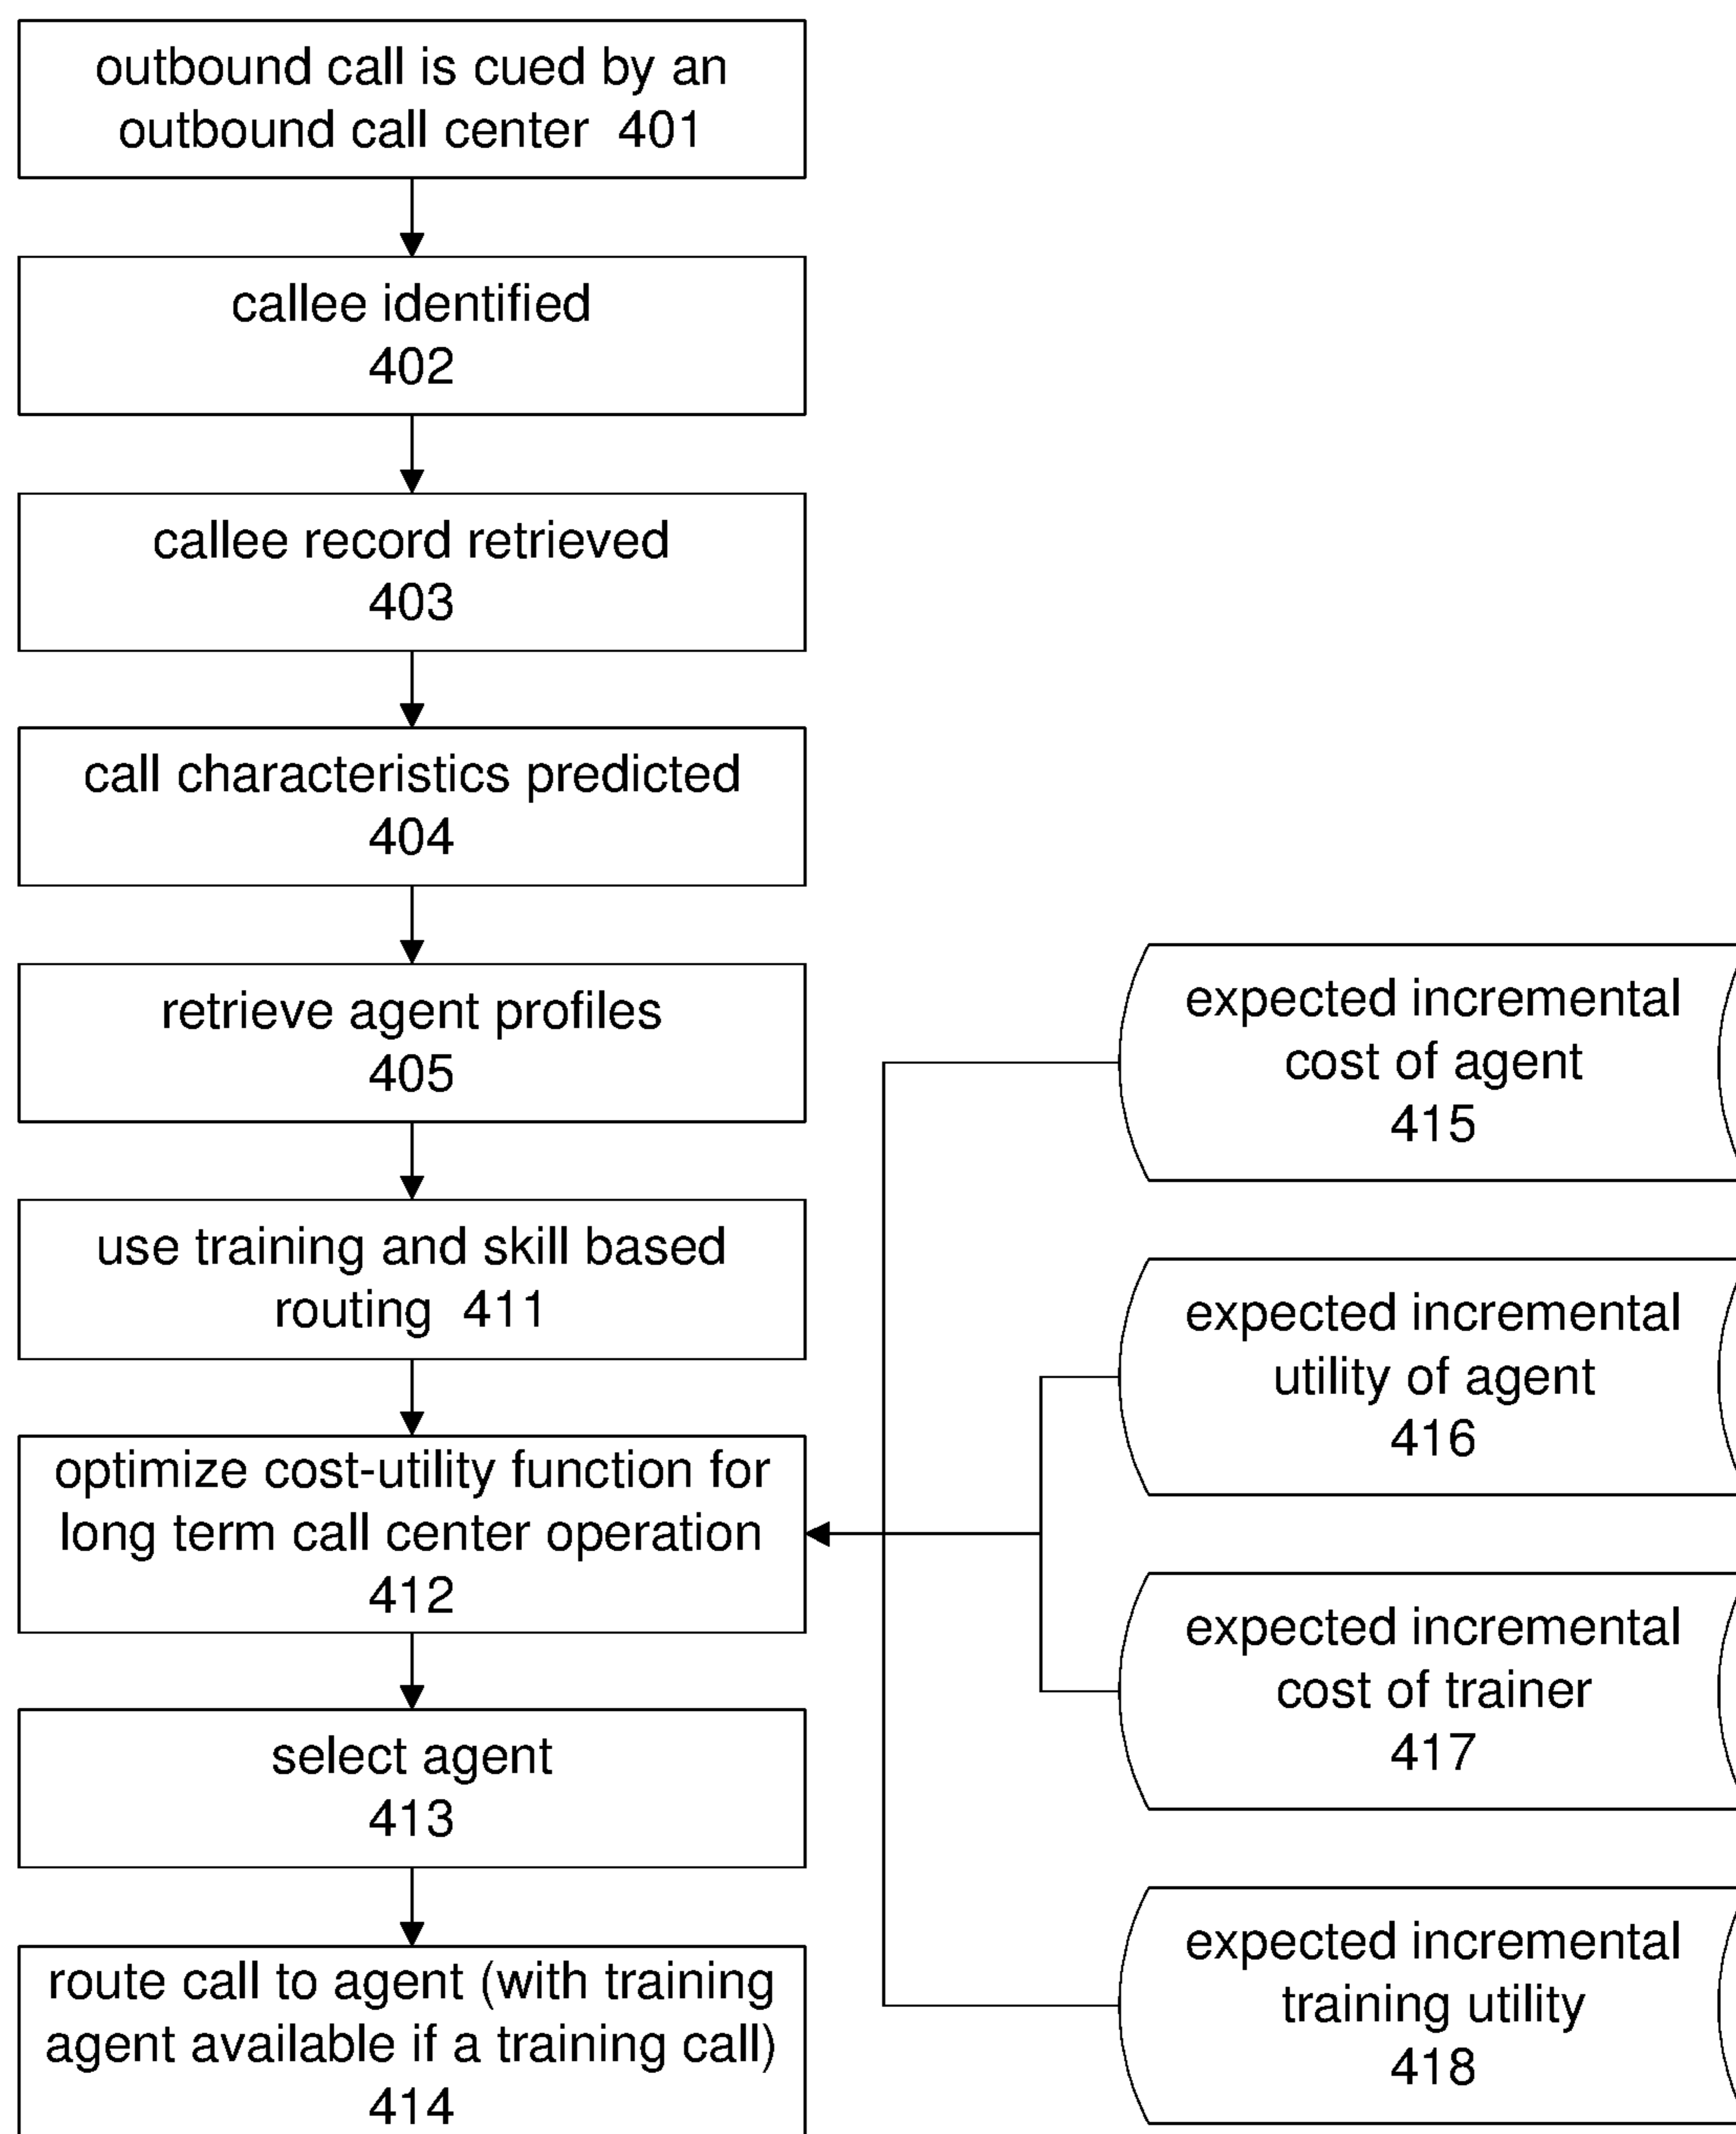 outbound call is cued by an
outbound call center 401
callee identified
402
callee record retrieved
403
call characteristics predicted
404
retrieve agent profiles
405
use training and skill based
routing 411
optimize cost-utility function for
long term call center operation
412
select agent
413
route call to agent (with training
agent available if a training call)
414
expected incremental
cost of agent
415
expected incremental
utility of agent
416
expected incremental
cost of trainer
417
expected incremental
training utility
418